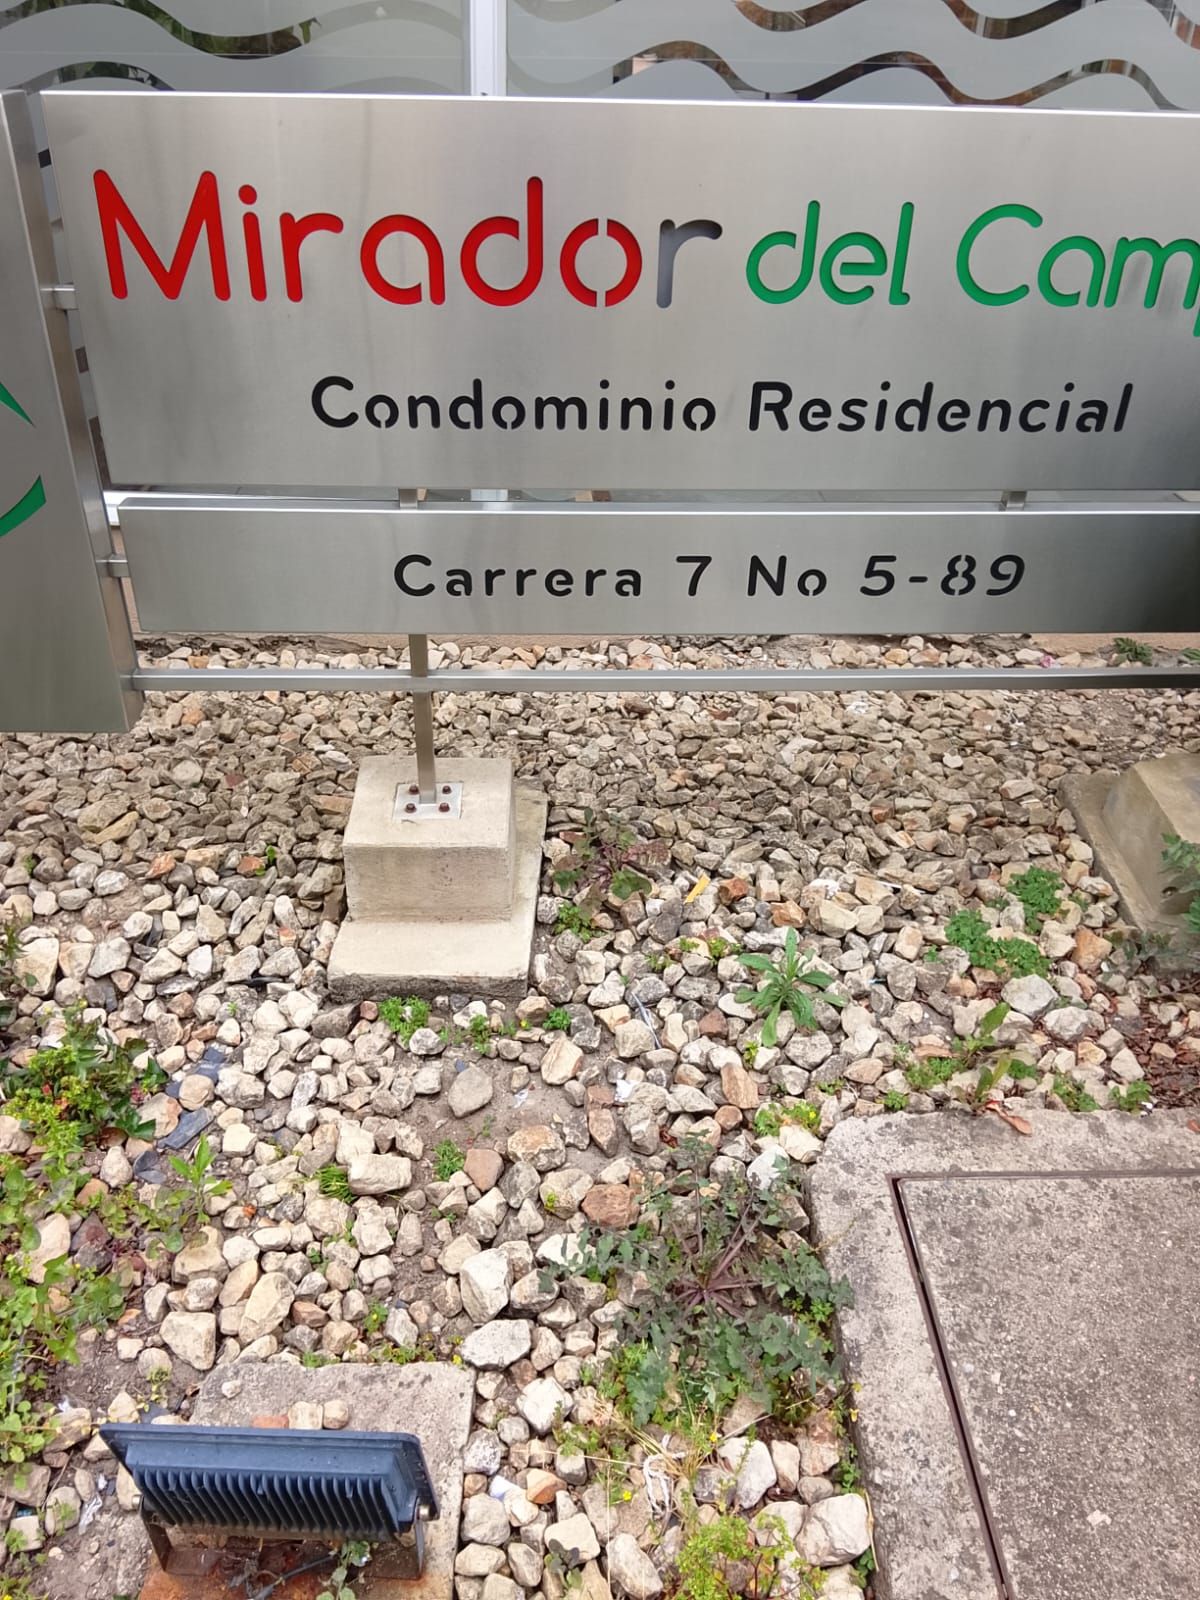 Mirador del Camp
Condominio Residencial
Carrera 7 No 5-89